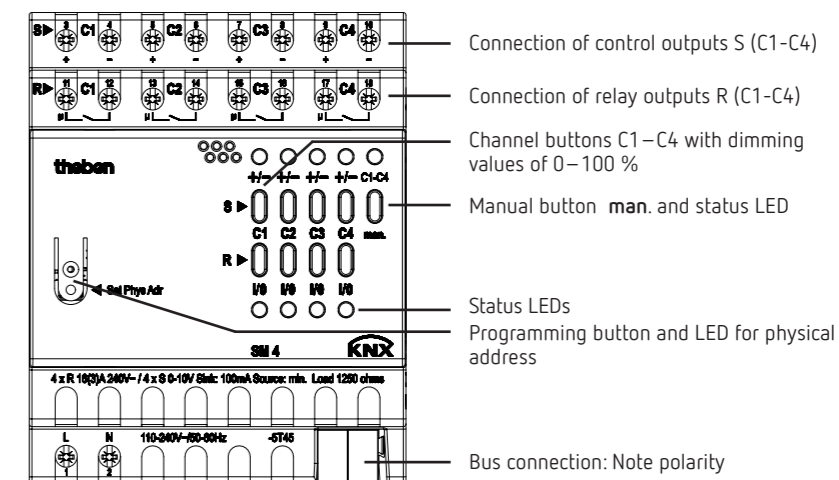 3 4 5 6 7 8 9 10
S▶ C1 C2 C3 C4
+ - + - + - + -
Connection of control outputs S (C1-C4)
11 12 13 14 15 16 17 18
R▶ C1 C2 C3 C4
µ µ µ µ
Connection of relay outputs R (C1-C4)
Channel buttons C1–C4 with dimming
values of 0–100 %
theben
+/− +/− +/− +/− C1-C4
S ▶
Manual button man. and status LED
C1 C2 C3 C4 man.
R ▶
I/0 I/0 I/0 I/0
◀ Set Phys Adr
Status LEDs
Programming button and LED for physical
address
SM 4 KNX
4 x R 16(3)A 240V~ / 4 x S 0-10V Sink: 100mA Source: min. Load 1250 ohms
L N 110-240V~/50-60Hz -5T45
1 2
Bus connection: Note polarity